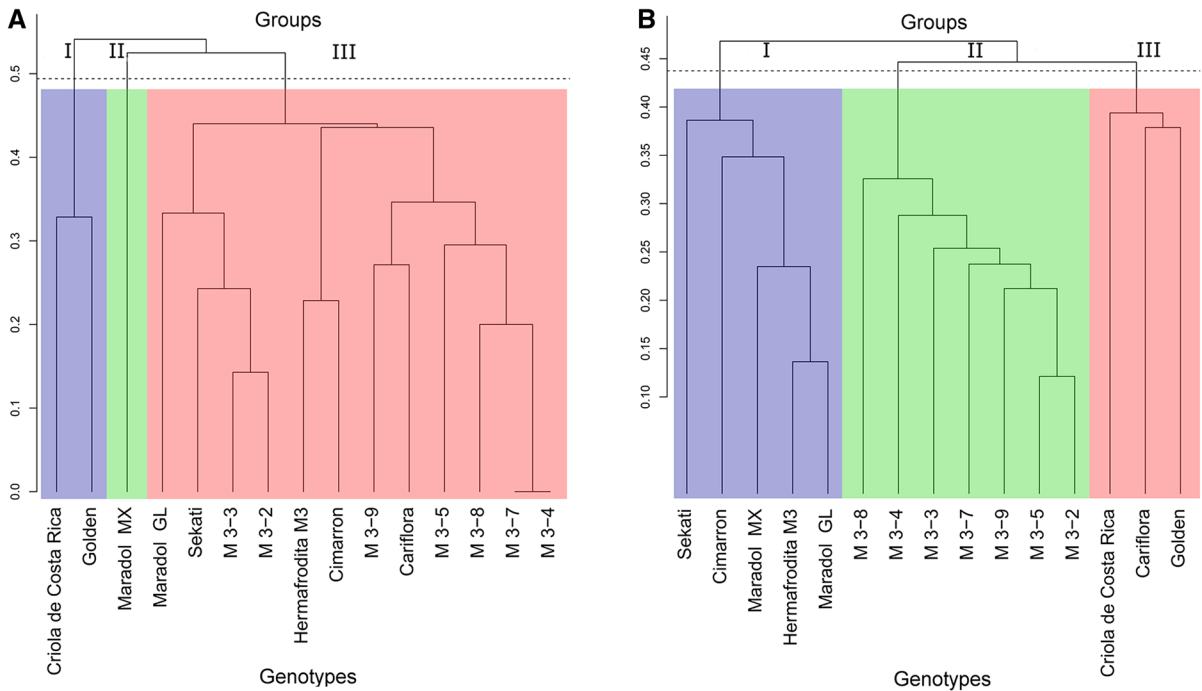 A
Groups
I II III
0.5
0.4
0.3
0.2
0.1
0.0
Criola de Costa Rica
Golden
Maradol MX
Maradol GL
Sekati
M 3-3
M 3-2
Hermafrodita M3
Cimarron
M 3-9
Cariflora
M 3-5
M 3-8
M 3-7
M 3-4
Genotypes
B
Groups
I II III
0.45
0.40
0.35
0.30
0.25
0.20
0.15
0.10
Sekati
Cimarron
Maradol MX
Hermafrodita M3
Maradol GL
M 3-8
M 3-4
M 3-3
M 3-7
M 3-9
M 3-5
M 3-2
Criola de Costa Rica
Cariflora
Golden
Genotypes